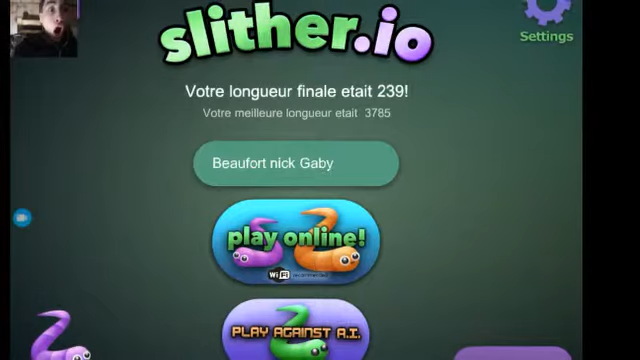 slither.io
Settings
Votre longueur finale etait 239!
Votre meilleure longueur etait 3785
Beaufort nick Gaby
play online!
WiFi
PLAY AGAINST A.I.